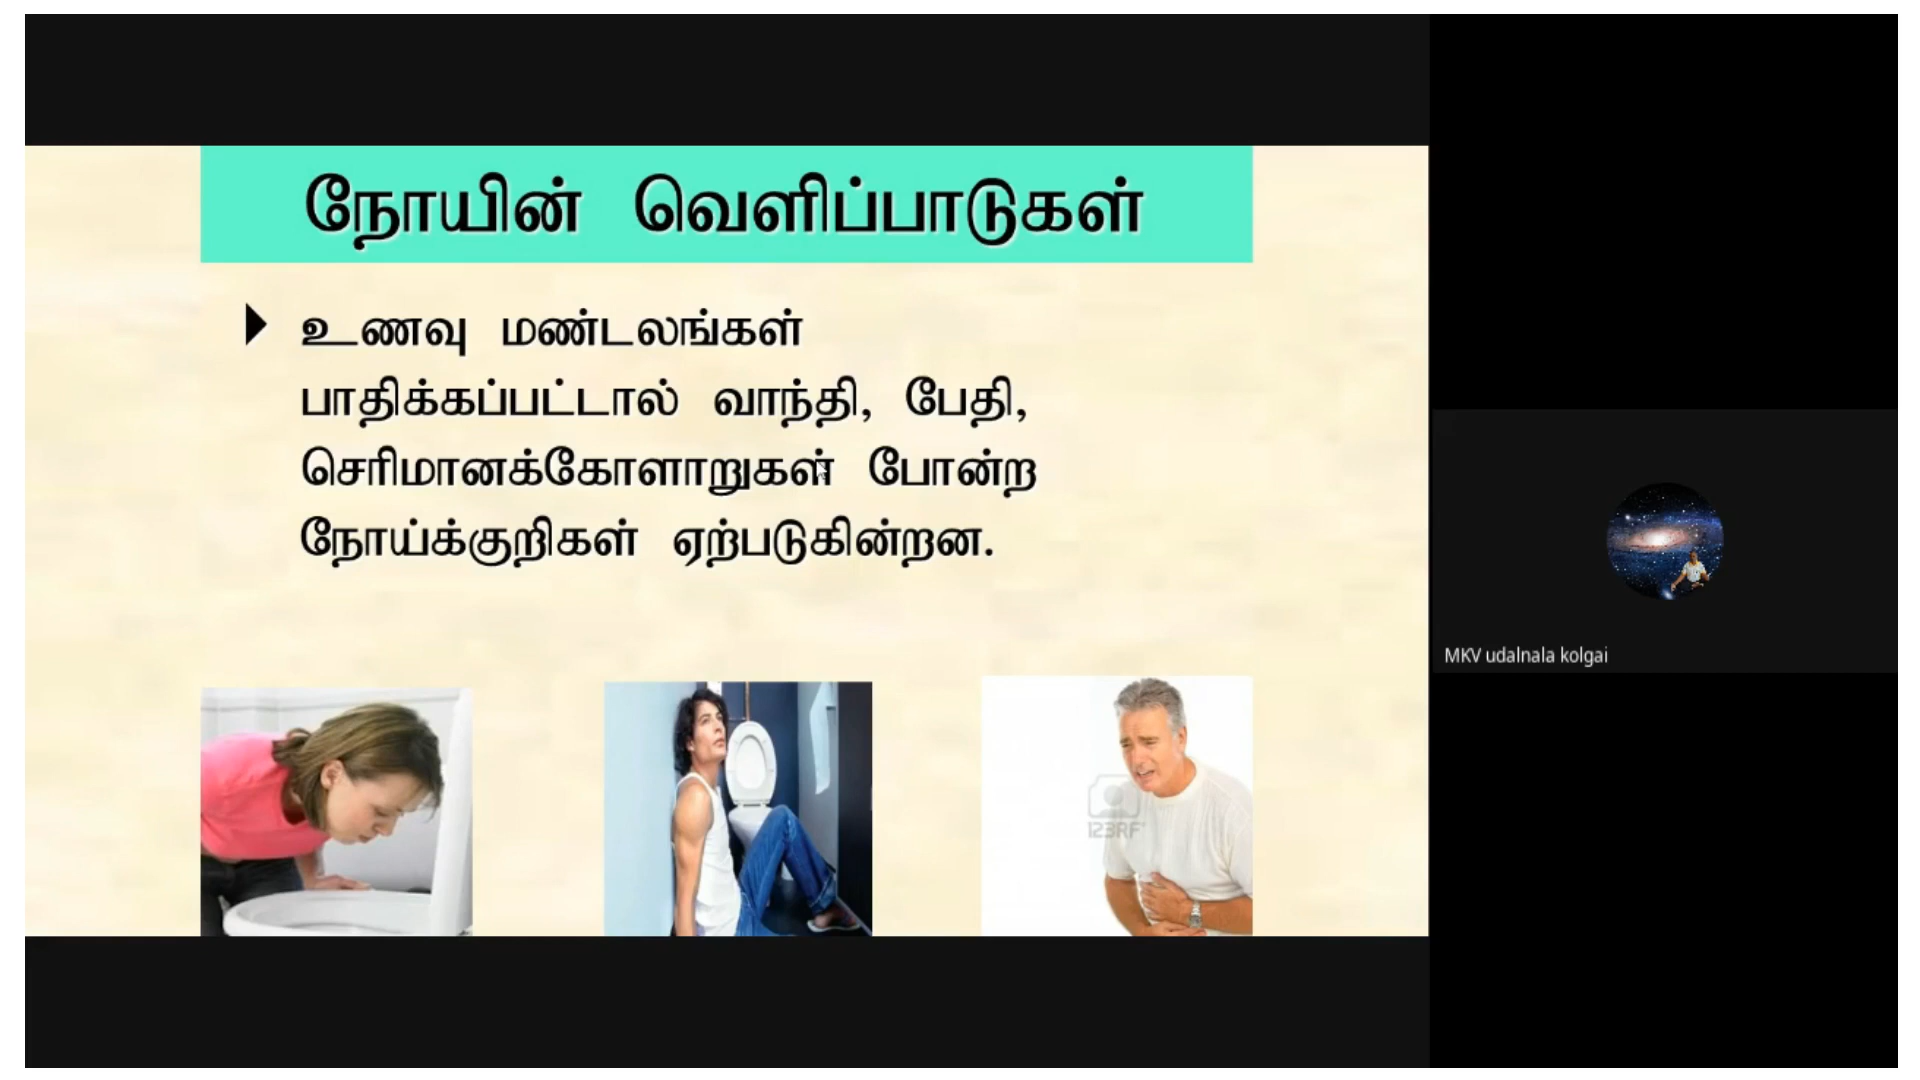 நோயின் வெளிப்பாடுகள்
உணவு மண்டலங்கள்
பாதிக்கப்பட்டால் வாந்தி, பேதி,
செரிமானக்கோளாறுகள் போன்ற
நோய்க்குறிகள் ஏற்படுகின்றன.
123RF
MKV udalnala kolgai